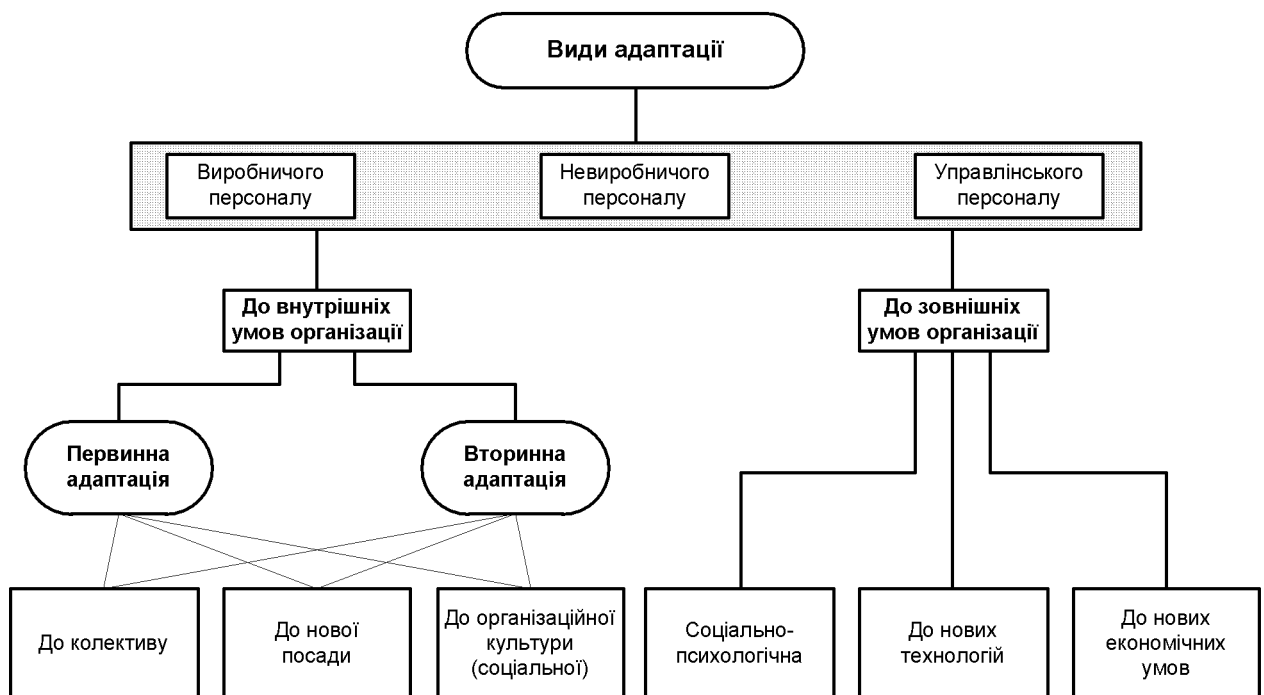 Види адаптації
Виробничого
персоналу
Невиробничого
персоналу
Управлінського
персоналу
До внутрішніх
умов організації
До зовнішніх
умов організації
Первинна
адаптація
Вторинна
адаптація
До колективу
До нової
посади
До організаційної
культури
(соціальної)
Соціально-
психологічна
До нових
технологій
До нових
економічних
умов